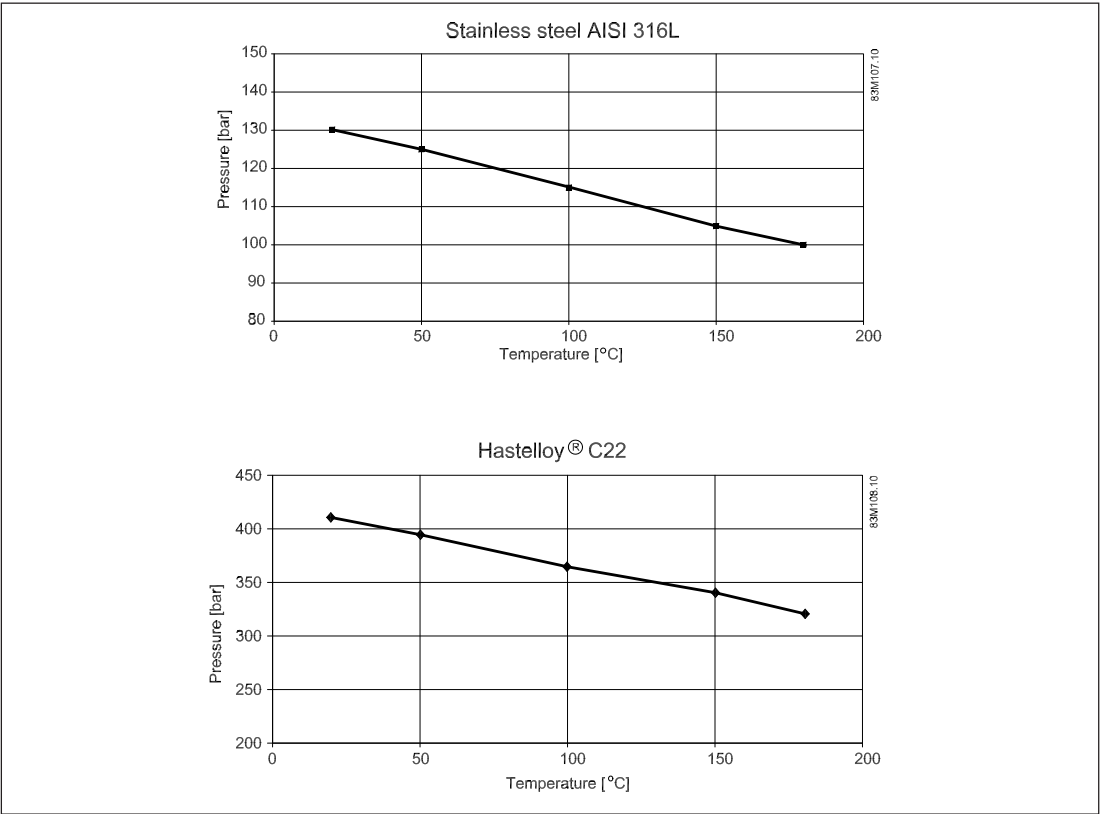 Stainless steel AISI 316L
83M107.10
Pressure [bar]
150
140
130
120
110
100
90
80
0 50 100 150 200
Temperature [°C]
Hastelloy® C22
83M108.10
Pressure [bar]
450
400
350
300
250
200
0 50 100 150 200
Temperature [°C]